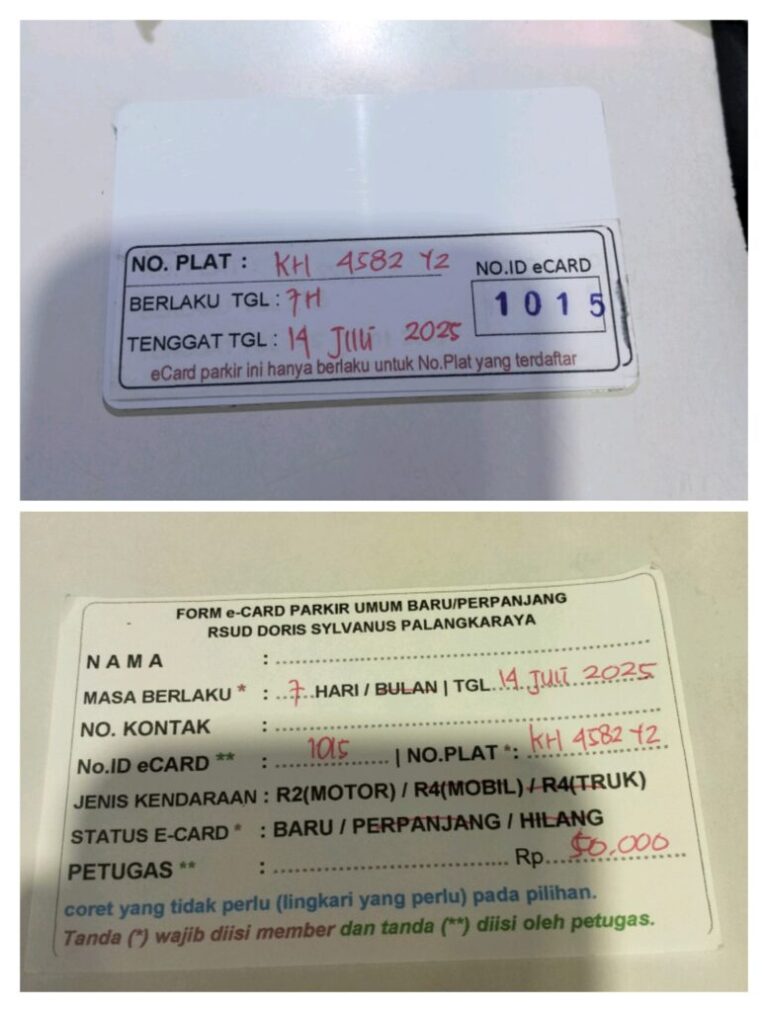 NO. PLAT : KH 4582 YZ
NO.ID eCARD
BERLAKU TGL : 7H
1015
TENGGAT TGL : 14 JULI 2025
eCard parkir ini hanya berlaku untuk No.Plat yang terdaftar
FORM e-CARD PARKIR UMUM BARU/PERPANJANG
RSUD DORIS SYLVANUS PALANGKARAYA
N A M A :
MASA BERLAKU * : 7 HARI / BULAN | TGL 14 JULI 2025
NO. KONTAK :
No.ID eCARD ** : 1015 | NO.PLAT *: KH 4582 YZ
JENIS KENDARAAN : R2(MOTOR) / R4(MOBIL) / R4(TRUK)
STATUS E-CARD * : BARU / PERPANJANG / HILANG
PETUGAS ** : Rp 50.000
coret yang tidak perlu (lingkari yang perlu) pada pilihan.
Tanda (*) wajib diisi member dan tanda (**) diisi oleh petugas.